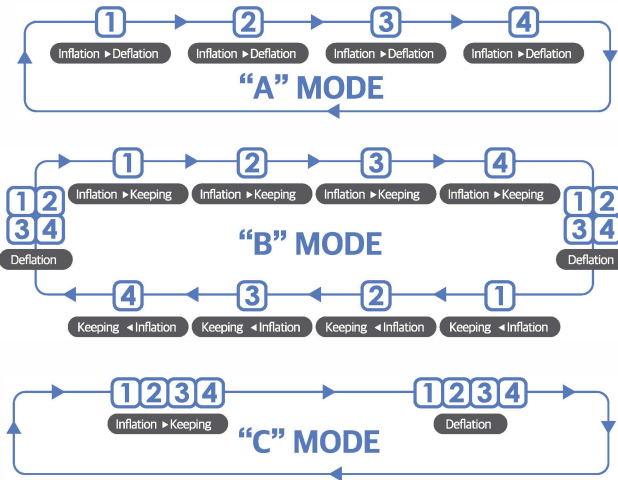 1 2 3 4
Inflation ►Deflation Inflation ►Deflation Inflation ►Deflation Inflation ►Deflation
“A” MODE
1 2 3 4
Inflation ►Keeping Inflation ►Keeping Inflation ►Keeping Inflation ►Keeping
1 2 1 2
3 4 3 4
“B” MODE
Deflation Deflation
4 3 2 1
Keeping ◄Inflation Keeping ◄Inflation Keeping ◄Inflation Keeping ◄Inflation
1 2 3 4 1 2 3 4
Inflation ►Keeping Deflation
“C” MODE